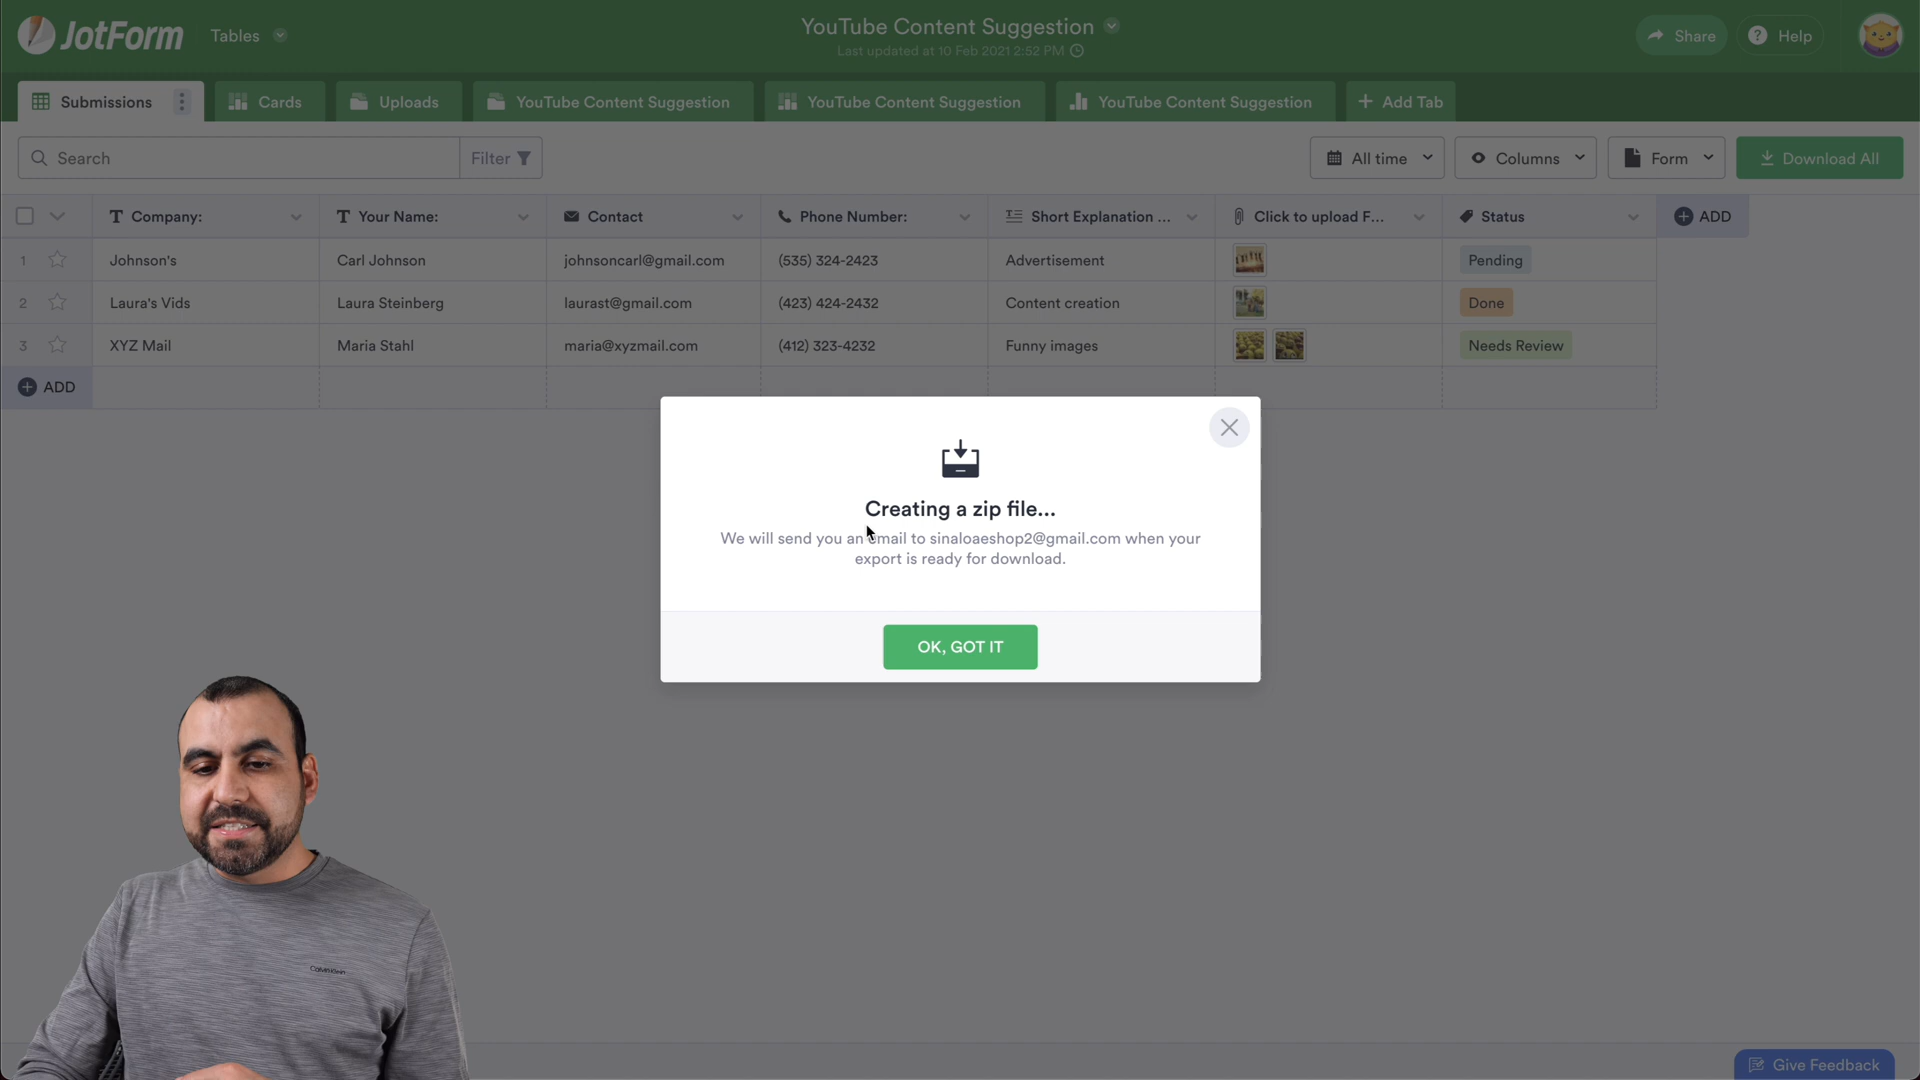 JotForm
Tables
YouTube Content Suggestion
Last updated at 10 Feb 2021 2:52 PM
Share
Help
Submissions
Cards
Uploads
YouTube Content Suggestion
YouTube Content Suggestion
YouTube Content Suggestion
Add Tab
Search
Filter
All time
Columns
Form
Download All
Company:
Your Name:
Contact
Phone Number:
Short Explanation ...
Click to upload F...
Status
ADD
1 Johnson's Carl Johnson johnsoncarl@gmail.com (535) 324-2423 Advertisement Pending
2 Laura's Vids Laura Steinberg laurast@gmail.com (423) 424-2432 Content creation Done
3 XYZ Mail Maria Stahl maria@xyzmail.com (412) 323-4232 Funny images Needs Review
ADD
Creating a zip file...
We will send you an email to sinaloaeshop2@gmail.com when your
export is ready for download.
OK, GOT IT
Calvin Klein
Give Feedback